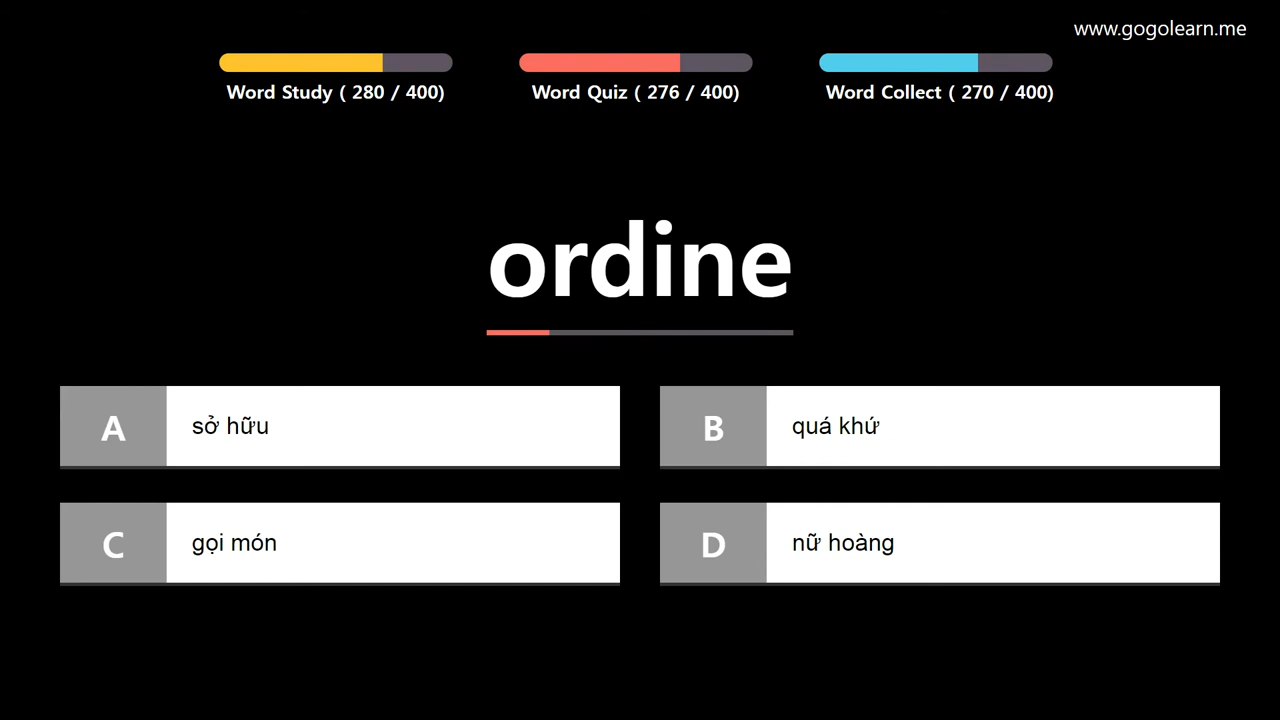 www.gogolearn.me
Word Study ( 280 / 400)
Word Quiz ( 276 / 400)
Word Collect ( 270 / 400)
ordine
A
sở hữu
B
quá khứ
C
gọi món
D
nữ hoàng